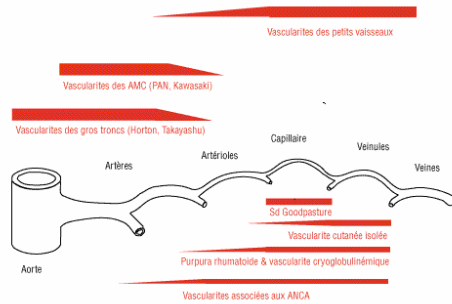 Vascularites des petits vaisseaux
Vascularites des AMC (PAN, Kawasaki)
Vascularites des gros troncs (Horton, Takayashu)
Capillaire
Artérioles
Veinules
Artères
Veines
Sd Goodpasture
Vascularite cutanée isolée
Purpura rhumatoide & vascularite cryoglobulinémique
Aorte
Vascularites associées aux ANCA